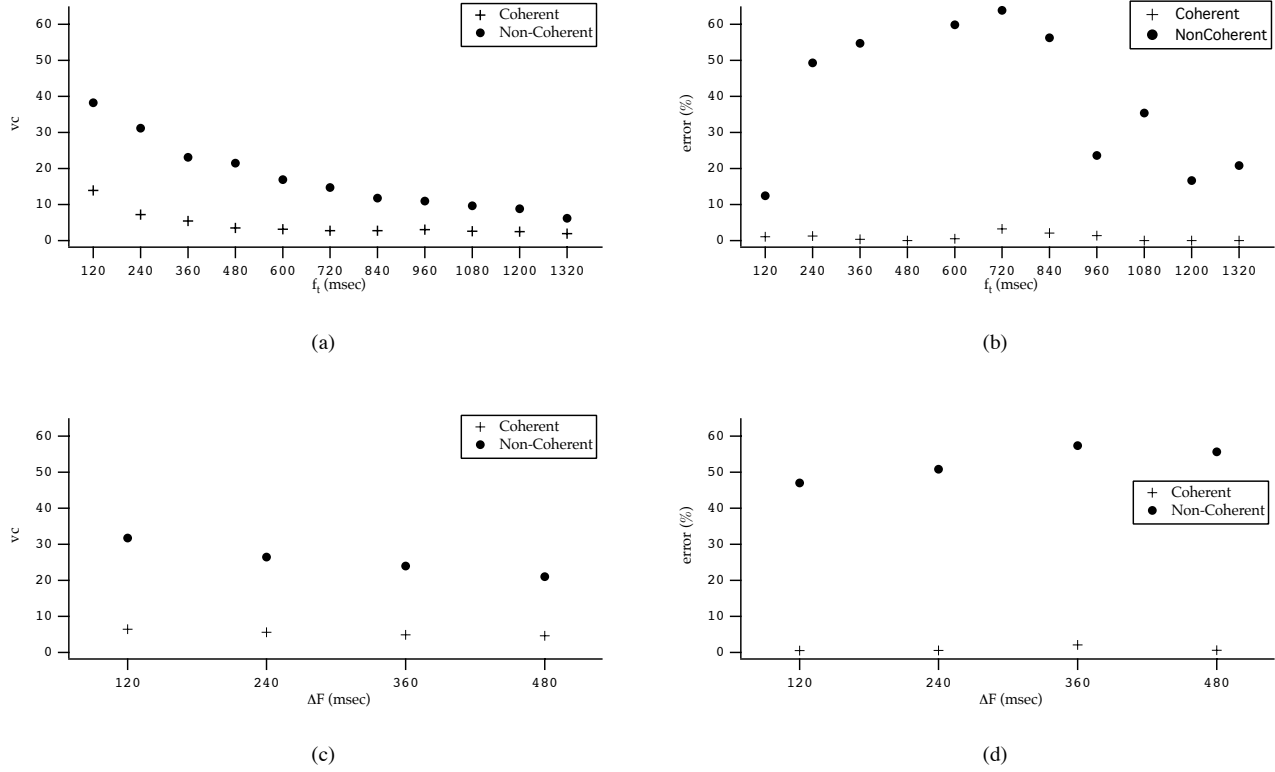 Coherent
Non-Coherent
60
50
40
30
20
10
0
vc
120 240 360 480 600 720 840 960 1080 1200 1320
f_t (msec)
(a)
Coherent
NonCoherent
60
50
40
30
20
10
0
error (%)
120 240 360 480 600 720 840 960 1080 1200 1320
f_t (msec)
(b)
Coherent
Non-Coherent
60
50
40
30
20
10
0
vc
120 240 360 480
ΔF (msec)
(c)
60
50
40
30
20
10
0
error (%)
Coherent
Non-Coherent
120 240 360 480
ΔF (msec)
(d)